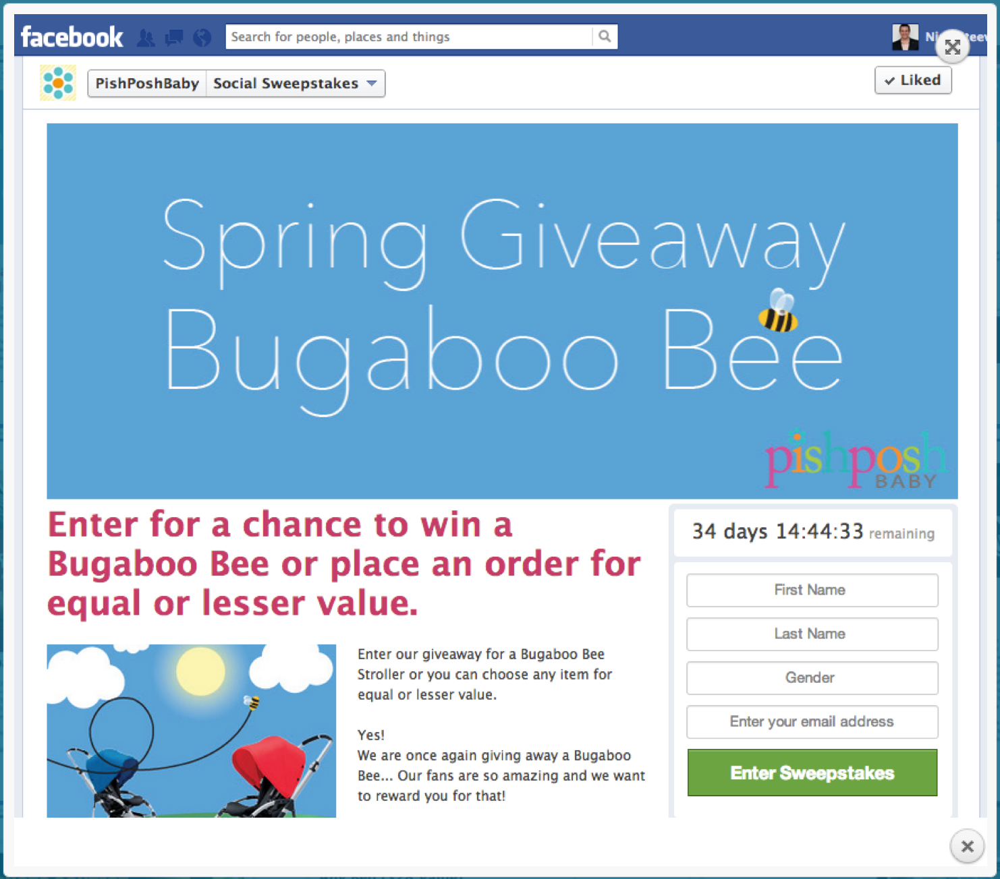 facebook
Search for people, places and things
PishPoshBaby Social Sweepstakes
Liked
Spring Giveaway
Bugaboo Bee
pishposh
BABY
Enter for a chance to win a
Bugaboo Bee or place an order for
equal or lesser value.
34 days 14:44:33 remaining
First Name
Last Name
Gender
Enter your email address
Enter Sweepstakes
Enter our giveaway for a Bugaboo Bee
Stroller or you can choose any item for
equal or lesser value.
Yes!
We are once again giving away a Bugaboo
Bee... Our fans are so amazing and we want
to reward you for that!